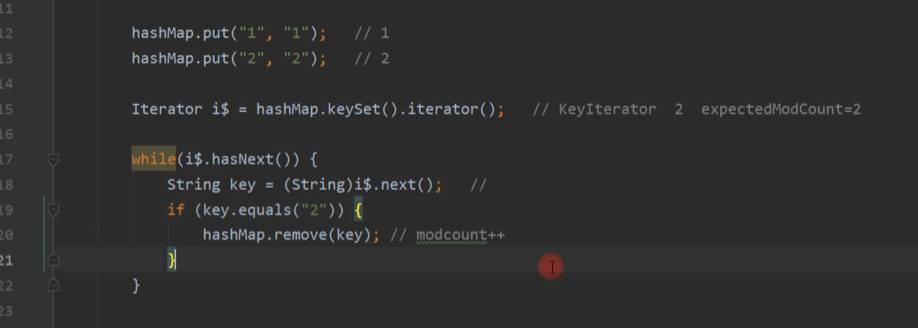 11
12 hashMap.put("1", "1");   // 1
13 hashMap.put("2", "2");   // 2
14
15 Iterator i$ = hashMap.keySet().iterator();   // KeyIterator  2  expectedModCount=2
16
17 while(i$.hasNext()) {
18     String key = (String)i$.next();   //
19     if (key.equals("2")) {
20         hashMap.remove(key); // modcount++
21     }
22 }
23